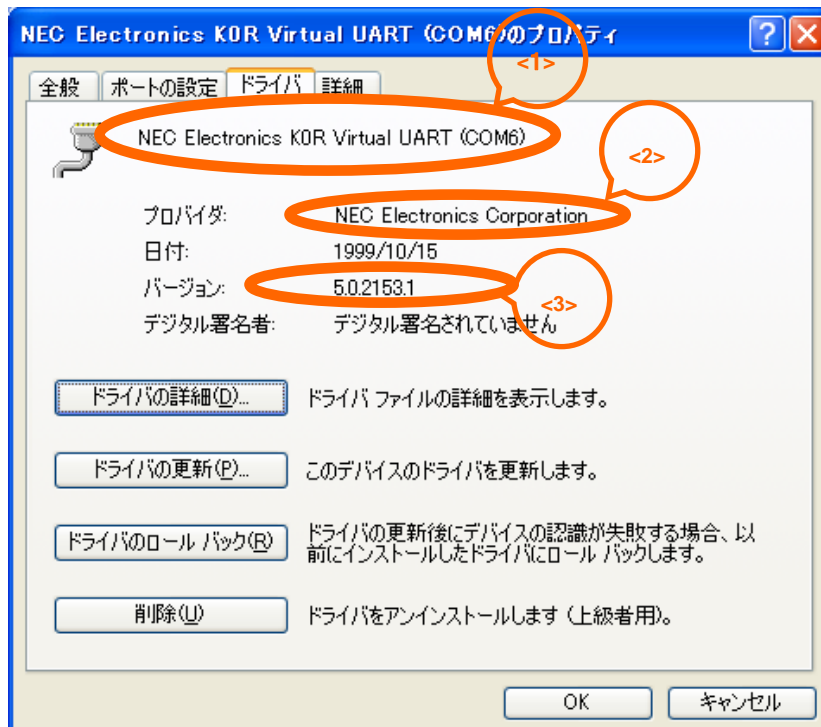 NEC Electronics K0R Virtual UART (COM6)のプロパティ
<1>
全般 ポートの設定 ドライバ 詳細
NEC Electronics K0R Virtual UART (COM6)
<2>
プロバイダ: NEC Electronics Corporation
日付: 1999/10/15
バージョン: 5.0.2153.1
<3>
デジタル署名者: デジタル署名されていません
ドライバの詳細(D)... ドライバ ファイルの詳細を表示します。
ドライバの更新(P)... このデバイスのドライバを更新します。
ドライバのロール バック(R) ドライバの更新後にデバイスの認識が失敗する場合、以
前にインストールしたドライバにロール バックします。
削除(U) ドライバをアンインストールします (上級者用)。
OK キャンセル